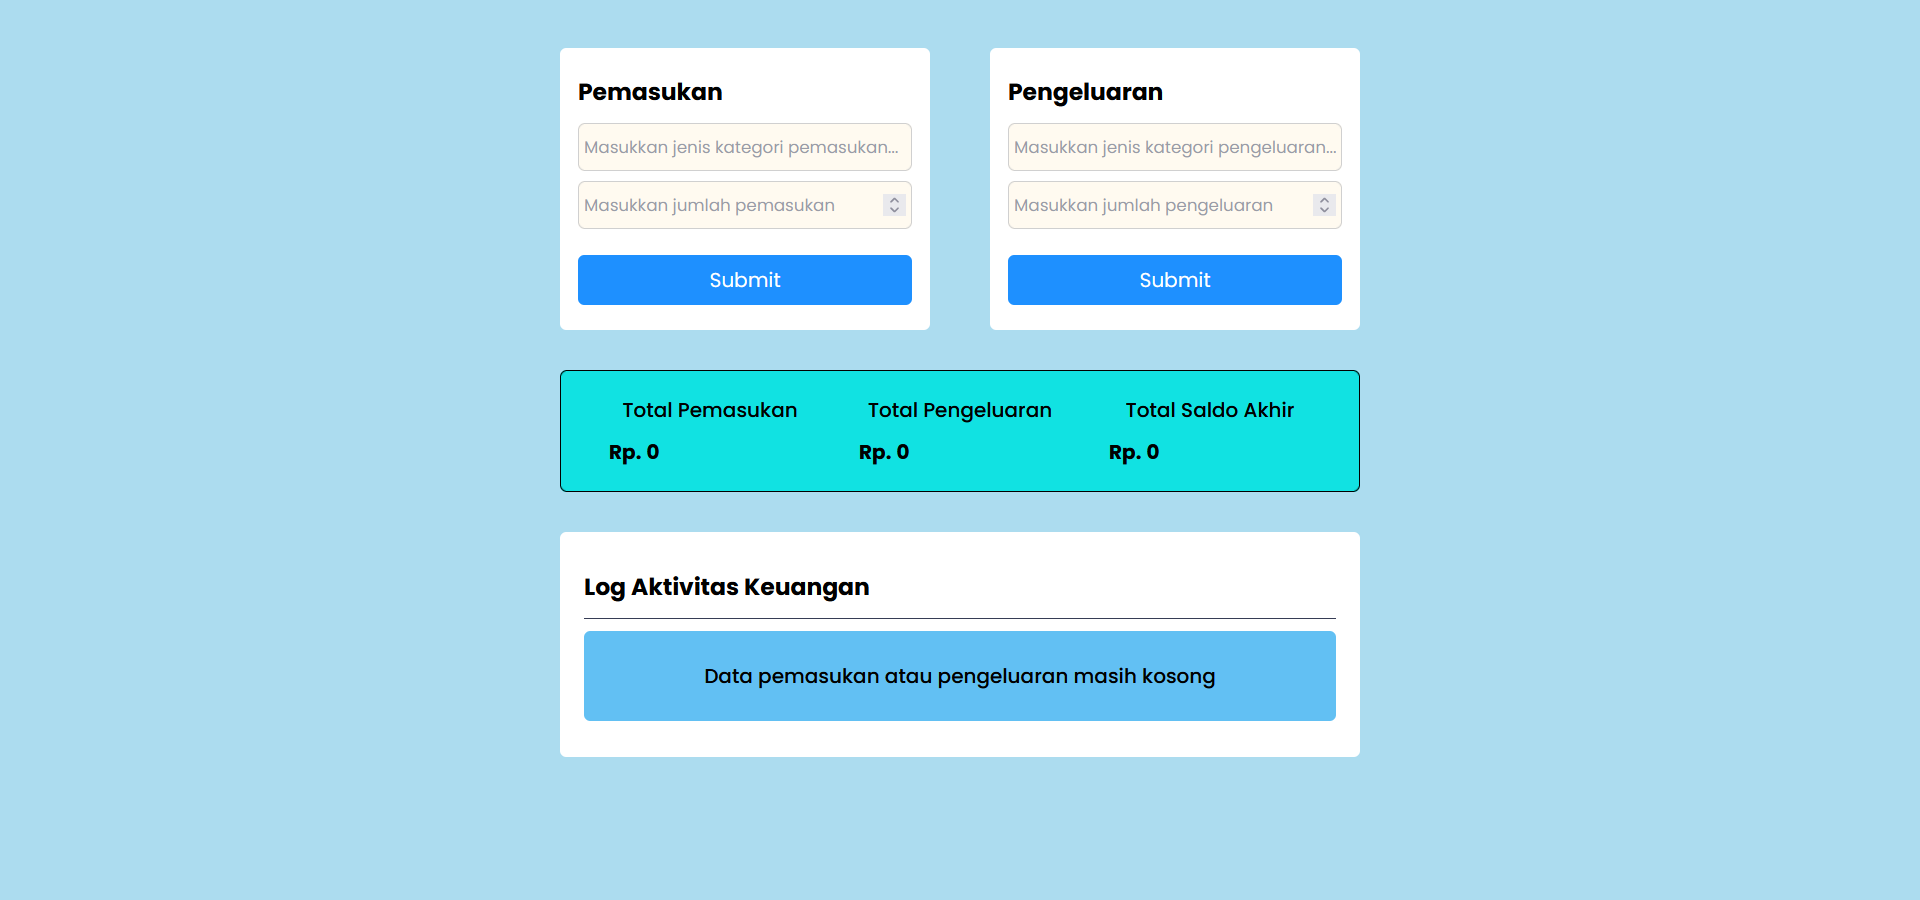 Pemasukan
Masukkan jenis kategori pemasukan...
Masukkan jumlah pemasukan
Submit
Pengeluaran
Masukkan jenis kategori pengeluaran...
Masukkan jumlah pengeluaran
Submit
Total Pemasukan
Rp. 0
Total Pengeluaran
Rp. 0
Total Saldo Akhir
Rp. 0
Log Aktivitas Keuangan
Data pemasukan atau pengeluaran masih kosong